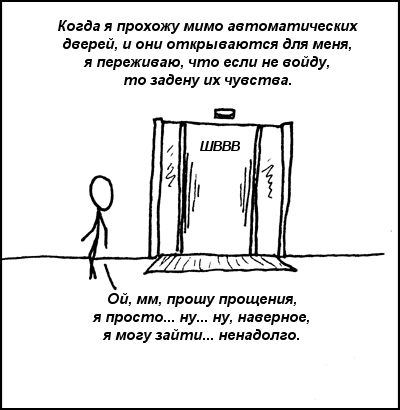 Когда я прохожу мимо автоматических
дверей, и они открываются для меня,
я переживаю, что если не войду,
то задену их чувства.
ШВВВ
Ой, мм, прошу прощения,
я просто... ну... ну, наверное,
я могу зайти... ненадолго.